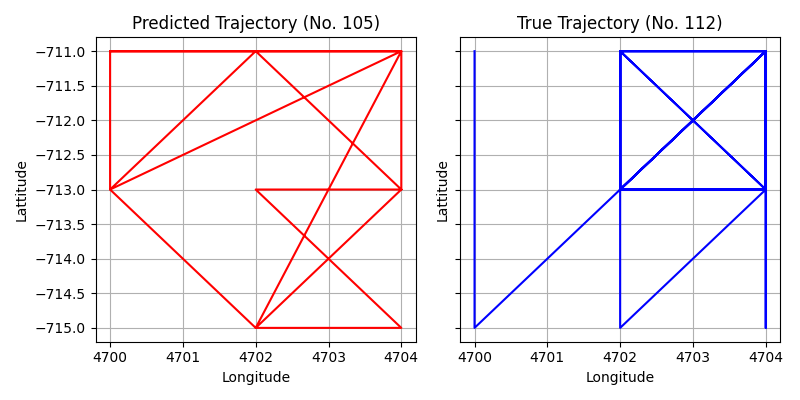 Predicted Trajectory (No. 105)
True Trajectory (No. 112)
−711.0
−711.5
−712.0
−712.5
−713.0
−713.5
−714.0
−714.5
−715.0
Lattitude
Lattitude
4700 4701 4702 4703 4704
4700 4701 4702 4703 4704
Longitude
Longitude